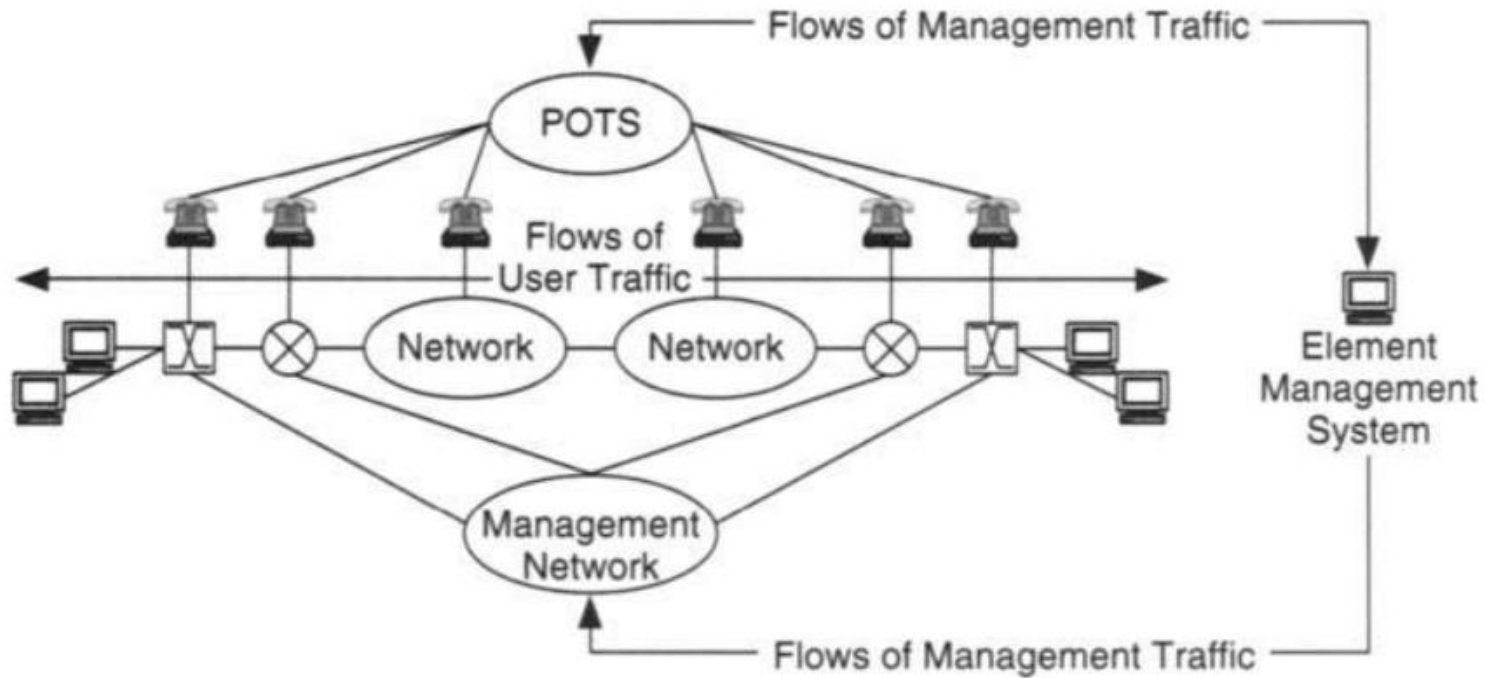 Flows of Management Traffic
POTS
Flows of
User Traffic
Network
Network
Element
Management
System
Management
Network
Flows of Management Traffic